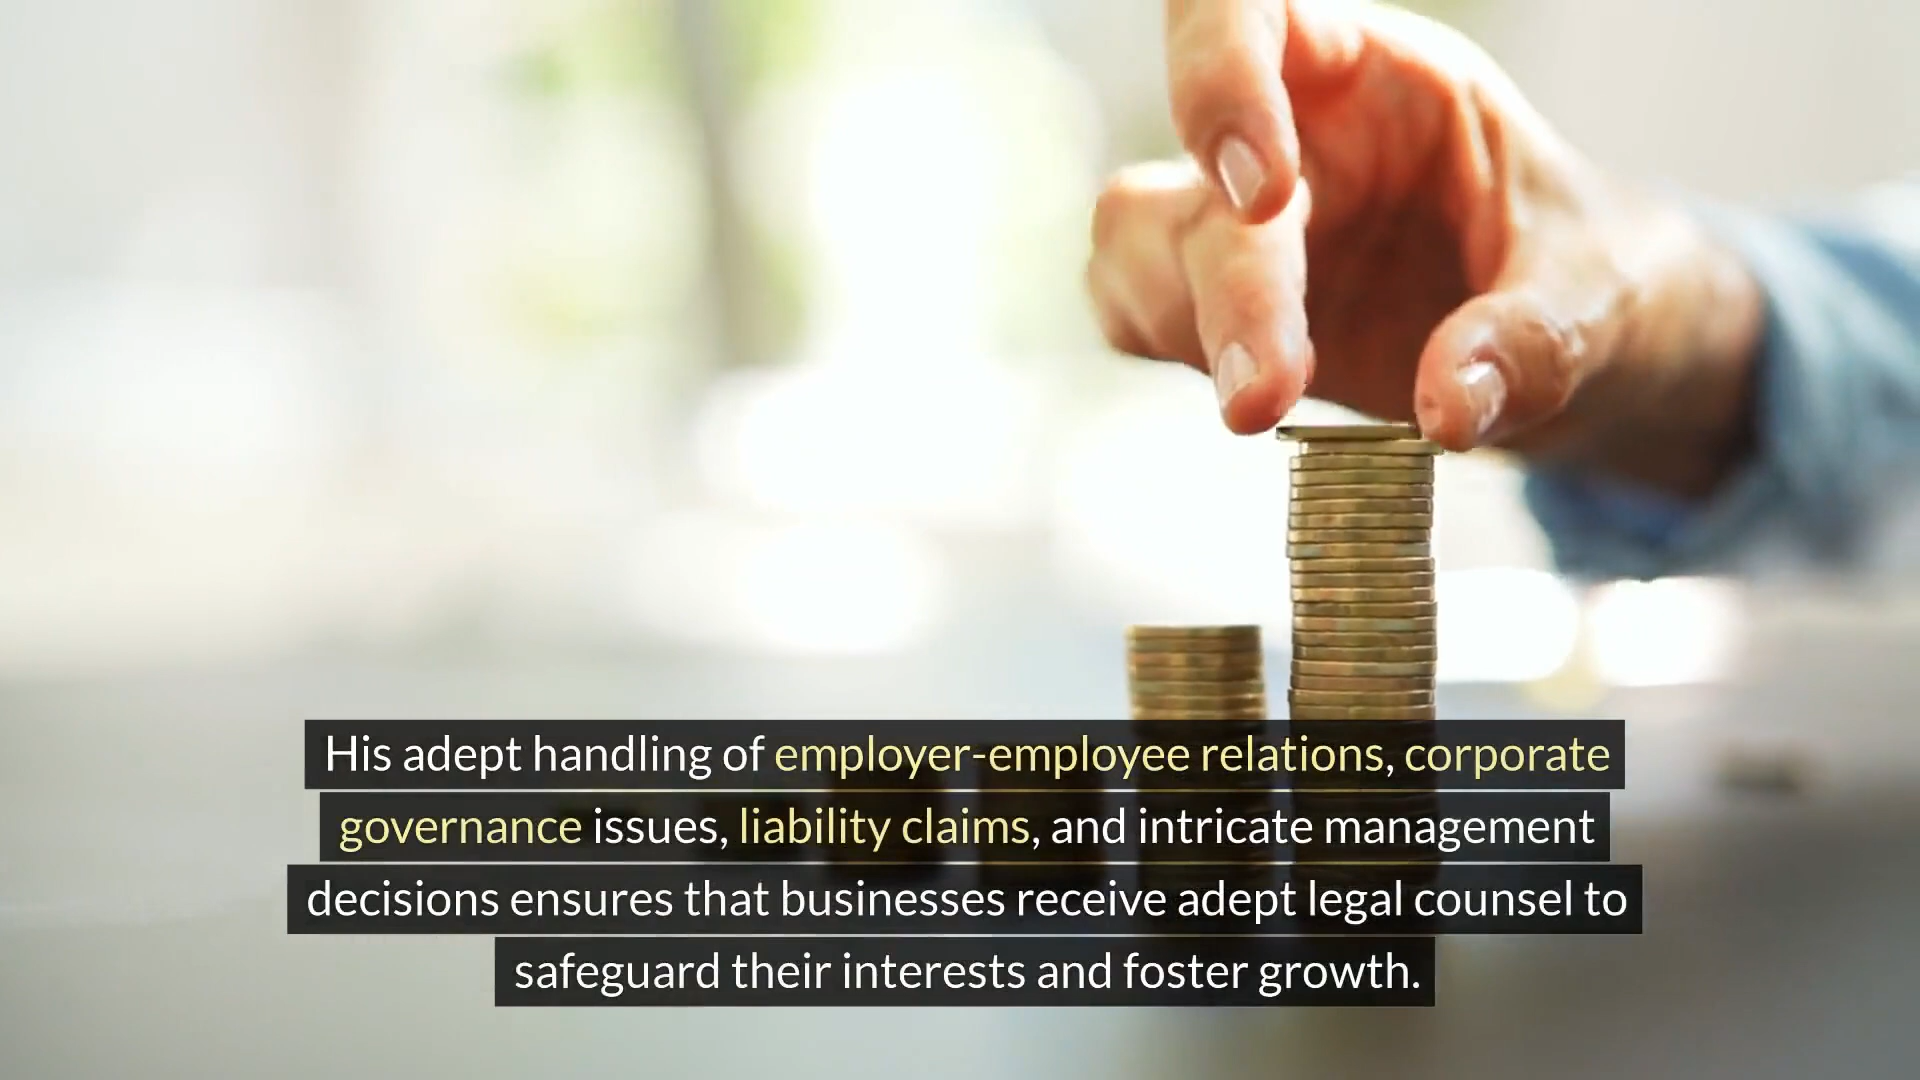 His adept handling of employer-employee relations, corporate
governance issues, liability claims, and intricate management
decisions ensures that businesses receive adept legal counsel to
safeguard their interests and foster growth.